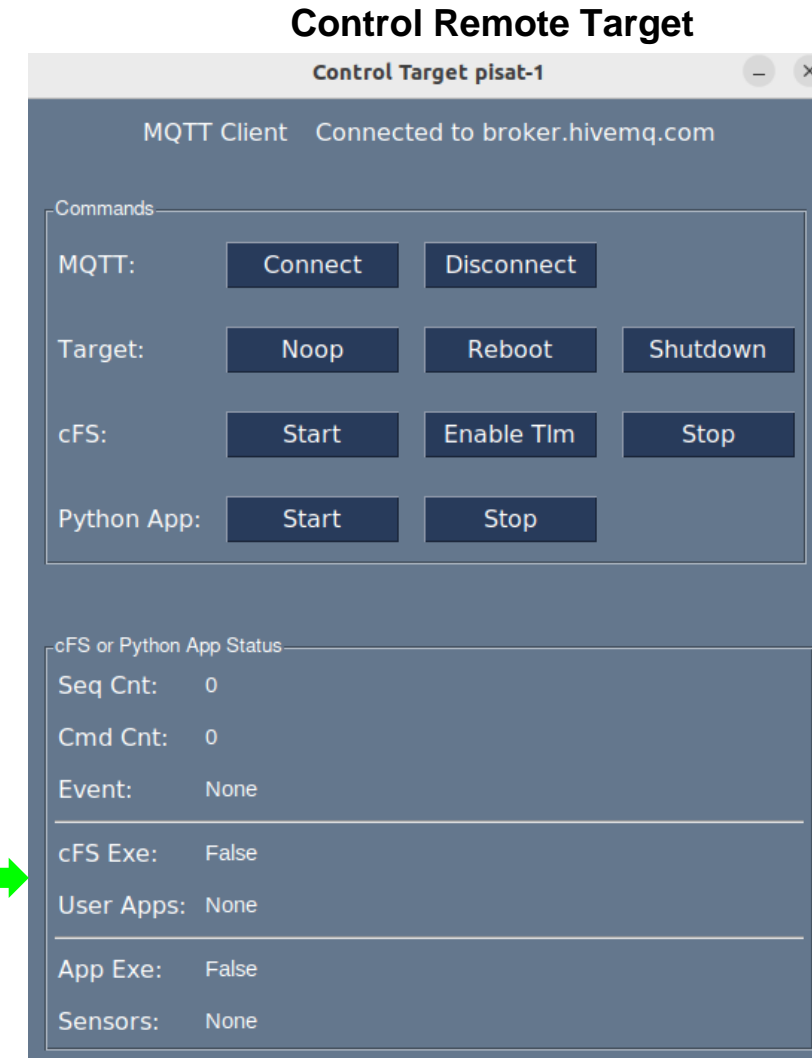 Control Remote Target
Control Target pisat-1
MQTT Client Connected to broker.hivemq.com
Commands
MQTT: Connect Disconnect
Target: Noop Reboot Shutdown
cFS: Start Enable Tlm Stop
Python App: Start Stop
cFS or Python App Status
Seq Cnt: 0
Cmd Cnt: 0
Event: None
cFS Exe: False
User Apps: None
App Exe: False
Sensors: None